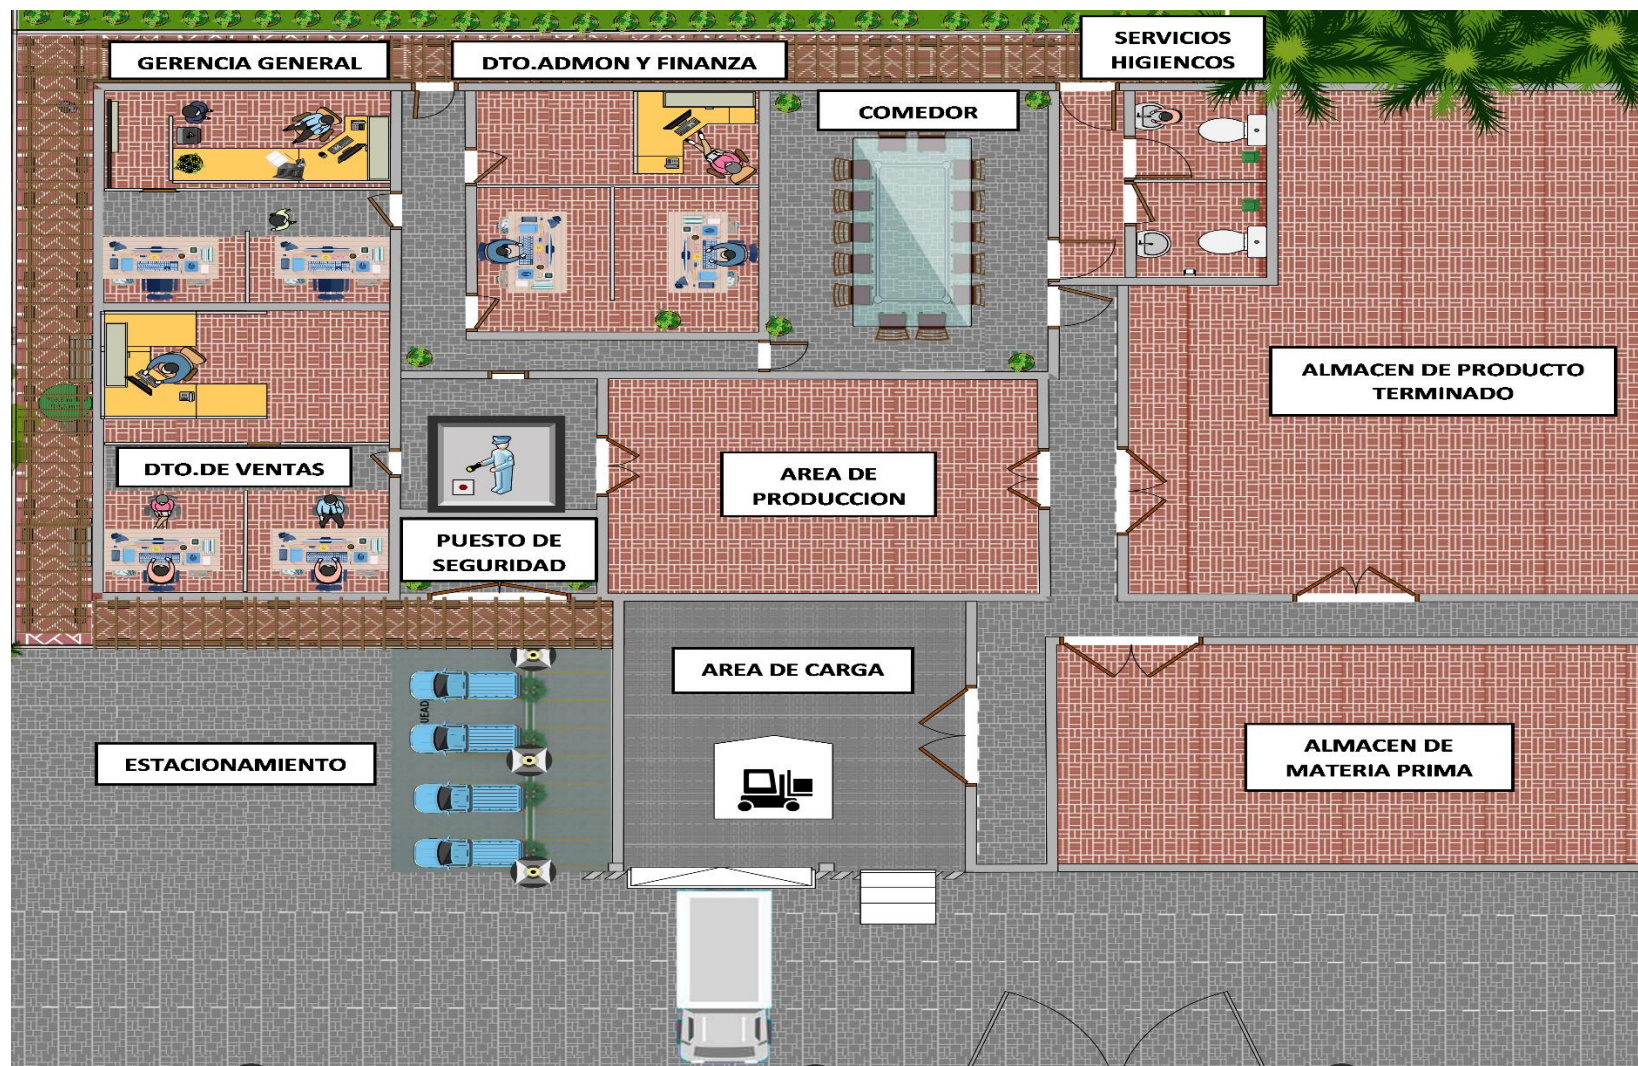 GERENCIA GENERAL
DTO.ADMON Y FINANZA
SERVICIOS
HIGIENCOS
COMEDOR
ALMACEN DE PRODUCTO
TERMINADO
DTO.DE VENTAS
AREA DE
PRODUCCION
PUESTO DE
SEGURIDAD
AREA DE CARGA
ESTACIONAMIENTO
ALMACEN DE
MATERIA PRIMA